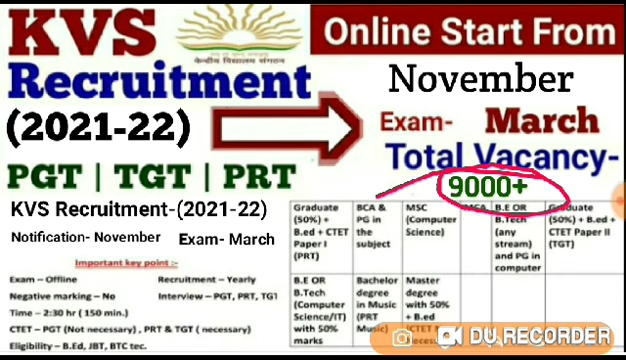 KVS
Recruitment
(2021-22)
PGT | TGT | PRT
केन्द्रीय विद्यालय संगठन
Online Start From
November
Exam- March
Total Vacancy-
9000+
KVS Recruitment-(2021-22)
Notification- November Exam- March
Important key point :-
Exam – Offline Recruitment – Yearly
Negative marking – No Interview – PGT, PRT, TGT
Time – 2:30 hr ( 150 min.)
CTET – PGT (Not necessary) , PRT & TGT ( necessary)
Eligibility – B.Ed, JBT, BTC tec.
Graduate (50%) + B.ed + CTET Paper I (PRT)
BCA & PG in the subject
MSC (Computer Science)
MCA
B.E OR B.Tech (any stream) and PG in computer
(50%) + B.ed + CTET Paper II (TGT)
B.E OR B.Tech (Computer Science/IT) with 50% marks
Bachelor degree in Music (PRT Music)
Master degree with 50% + B.ed
DU RECORDER